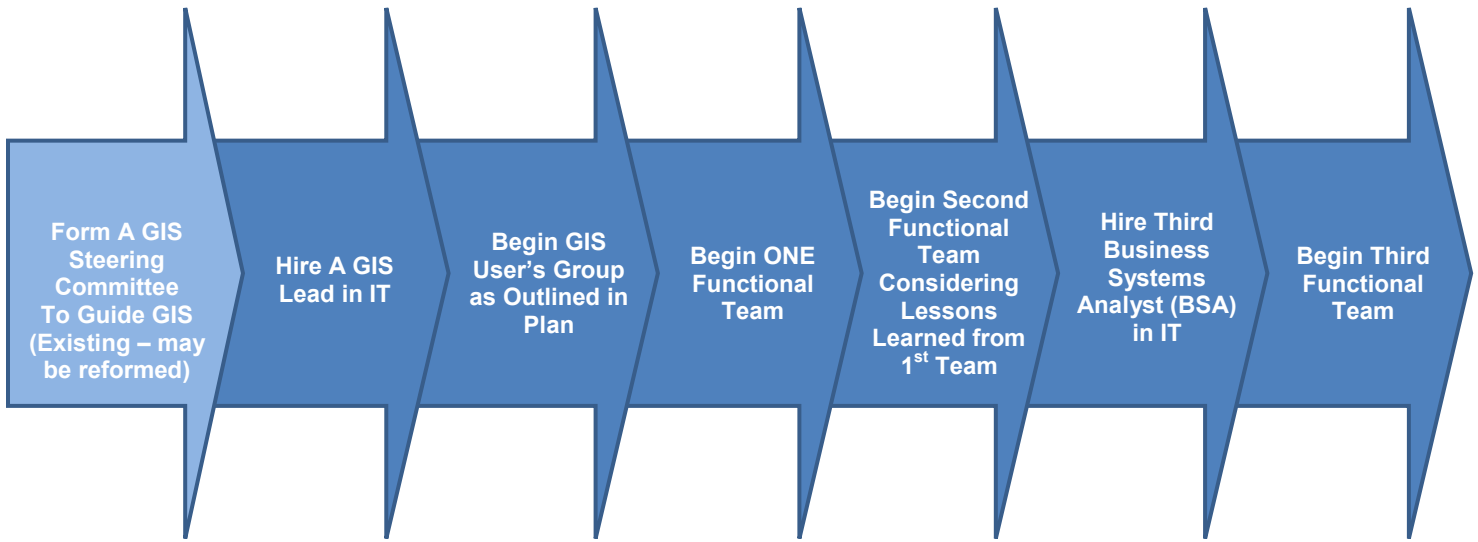 Form A GIS
Steering
Committee
To Guide GIS
(Existing – may
be reformed)
Hire A GIS
Lead in IT
Begin GIS
User’s Group
as Outlined in
Plan
Begin ONE
Functional
Team
Begin Second
Functional
Team
Considering
Lessons
Learned from
1st Team
Hire Third
Business
Systems
Analyst (BSA)
in IT
Begin Third
Functional
Team